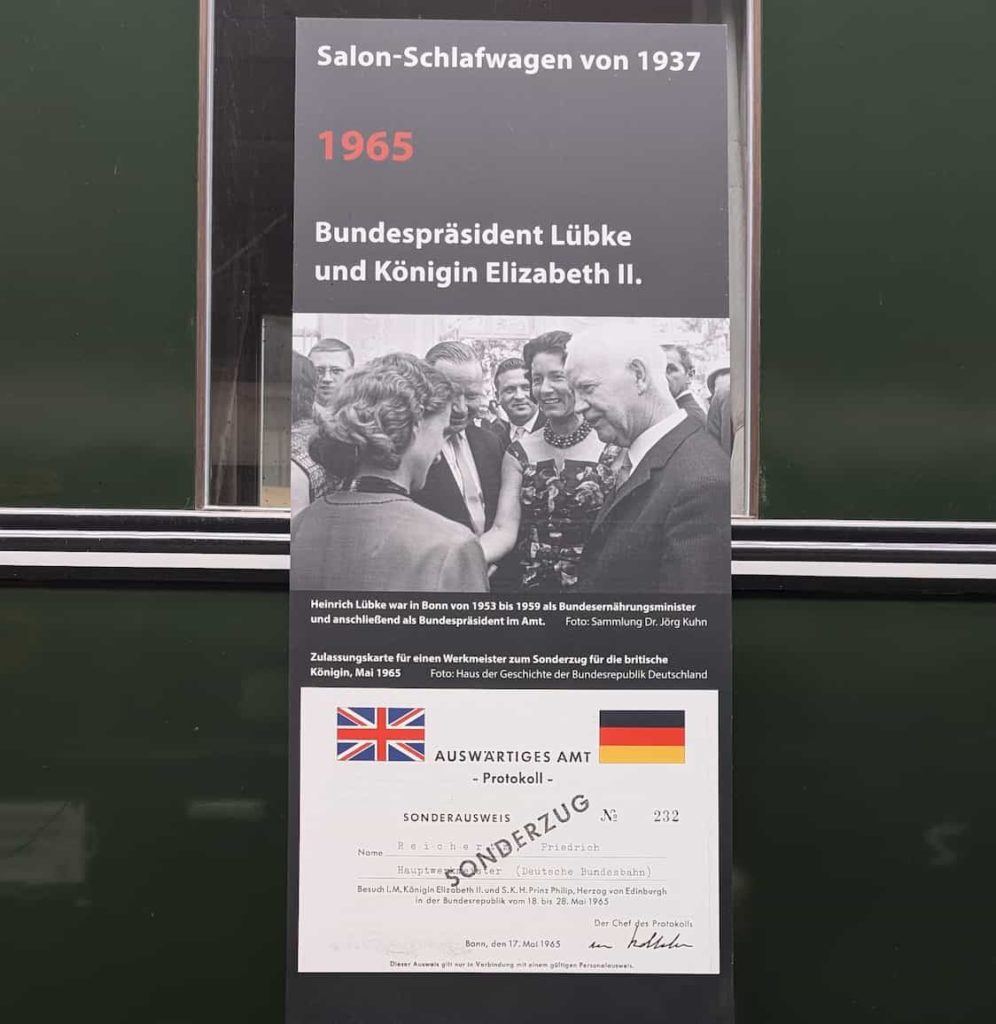 Salon-Schlafwagen von 1937
1965
Bundespräsident Lübke
und Königin Elizabeth II.
Heinrich Lübke war in Bonn von 1953 bis 1959 als Bundesernährungsminister
und anschließend als Bundespräsident im Amt. Foto: Sammlung Dr. Jörg Kuhn
Zulassungskarte für einen Werkmeister zum Sonderzug für die britische
Königin, Mai 1965 Foto: Haus der Geschichte der Bundesrepublik Deutschland
AUSWÄRTIGES AMT
- Protokoll -
SONDERAUSWEIS № 232
SONDERZUG
Name Friedrich
Hauptwerkmeister (Deutsche Bundesbahn)
Besuch I. M. Königin Elizabeth II. und S. K. H. Prinz Philip, Herzog von Edinburgh
in der Bundesrepublik vom 18. bis 28. Mai 1965
Der Chef des Protokolls
Bonn, den 17. Mai 1965
Dieser Ausweis gilt nur in Verbindung mit einem gültigen Personalausweis.